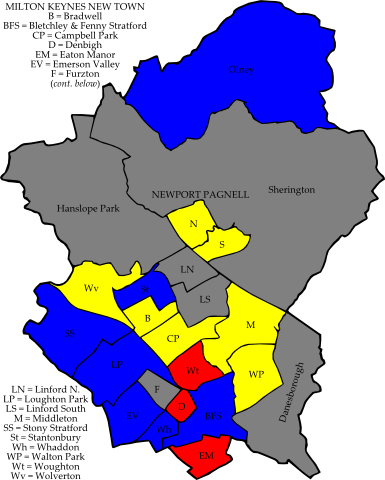 MILTON KEYNES NEW TOWN
B = Bradwell
BFS = Bletchley & Fenny Stratford
CP = Campbell Park
D = Denbigh
EM = Eaton Manor
EV = Emerson Valley
F = Furzton
(cont. below)
Olney
NEWPORT PAGNELL
Sherington
Hanslope Park
N
S
LN
Wv
St
LS
B
M
SS
CP
LP
Wt
WP
Danesborough
F
D
EV
BFS
Wh
EM
LN = Linford N.
LP = Loughton Park
LS = Linford South
M = Middleton
SS = Stony Stratford
St = Stantonbury
Wh = Whaddon
WP = Walton Park
Wt = Woughton
Wv = Wolverton